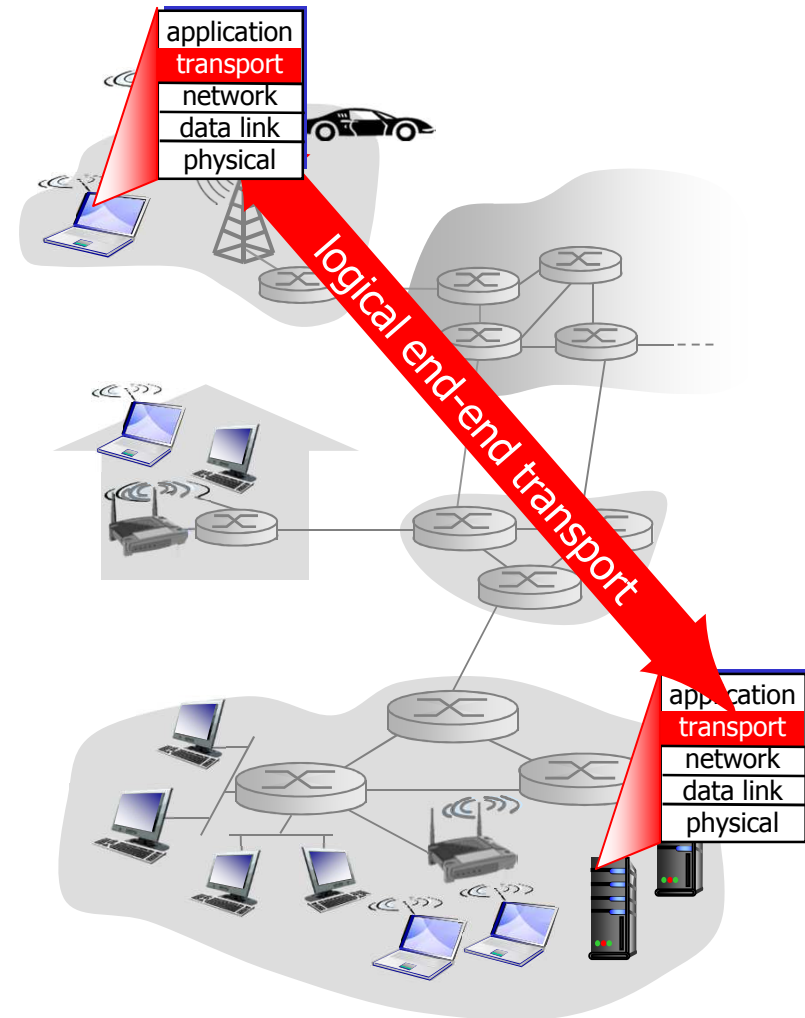 application
transport
network
data link
physical
logical end-end transport
application
transport
network
data link
physical